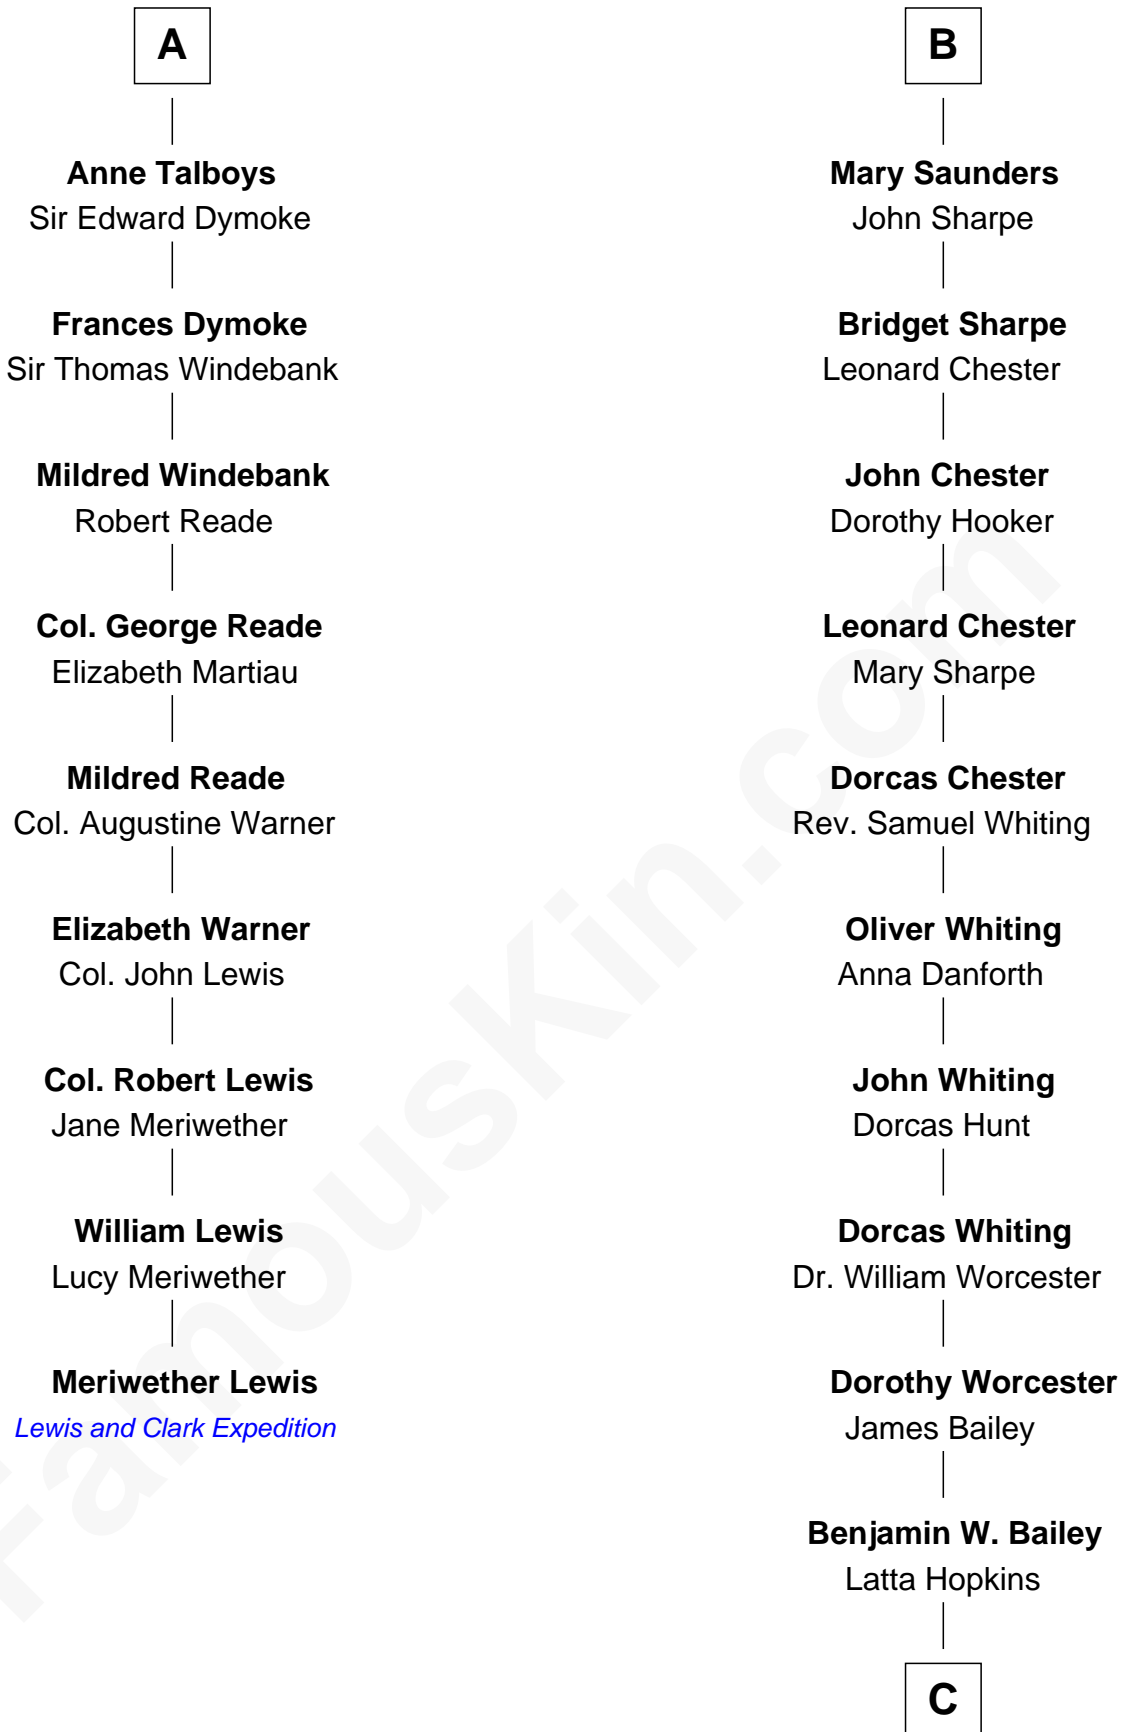 A
Anne Talboys
Sir Edward Dymoke
Frances Dymoke
Sir Thomas Windebank
Mildred Windebank
Robert Reade
Col. George Reade
Elizabeth Martiau
Mildred Reade
Col. Augustine Warner
Elizabeth Warner
Col. John Lewis
Col. Robert Lewis
Jane Meriwether
William Lewis
Lucy Meriwether
Meriwether Lewis
Lewis and Clark Expedition
B
Mary Saunders
John Sharpe
Bridget Sharpe
Leonard Chester
John Chester
Dorothy Hooker
Leonard Chester
Mary Sharpe
Dorcas Chester
Rev. Samuel Whiting
Oliver Whiting
Anna Danforth
John Whiting
Dorcas Hunt
Dorcas Whiting
Dr. William Worcester
Dorothy Worcester
James Bailey
Benjamin W. Bailey
Latta Hopkins
C
FamousKin.com